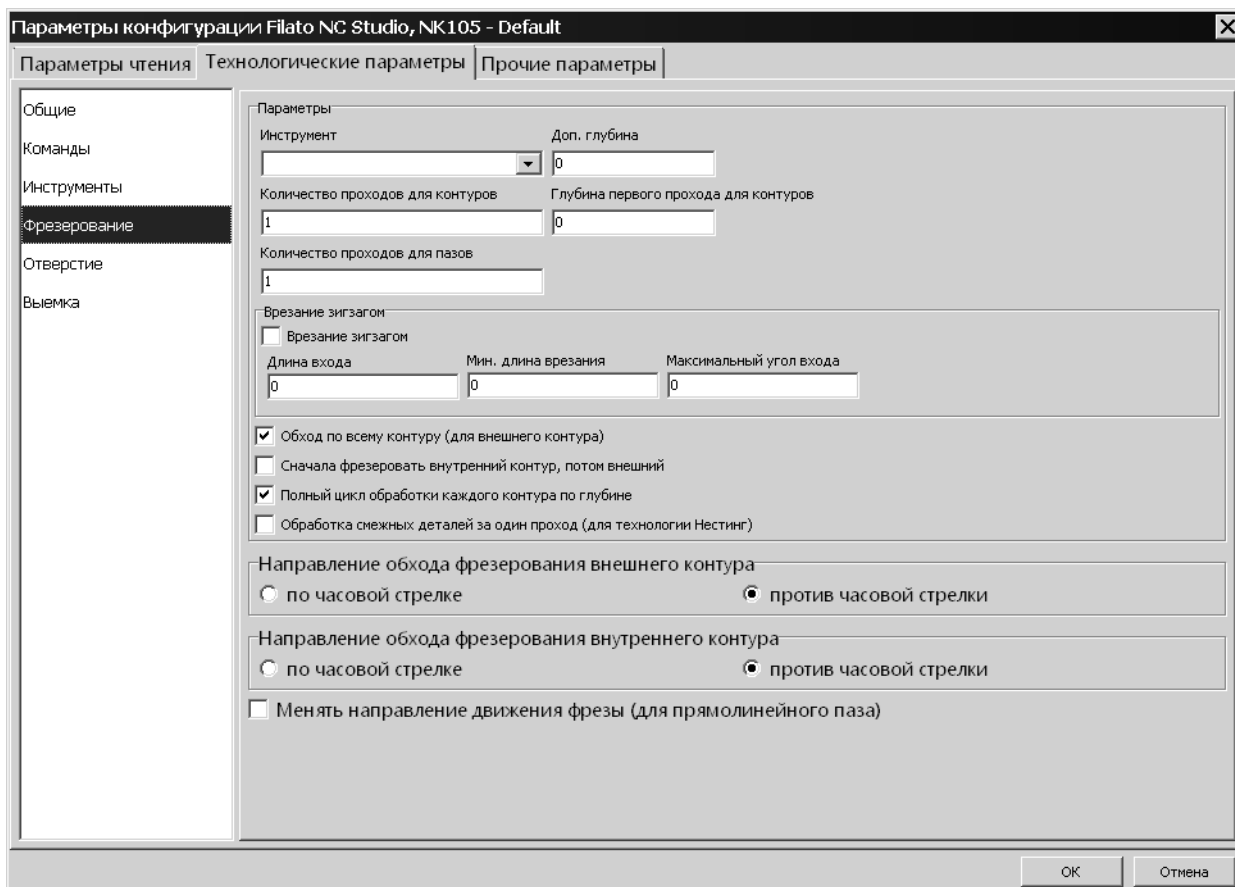 Параметры конфигурации Filato NC Studio, NK105 - Default
Параметры чтения Технологические параметры Прочие параметры
Общие
Команды
Инструменты
Фрезерование
Отверстие
Выемка
Параметры
Инструмент Доп. глубина
0
Количество проходов для контуров Глубина первого прохода для контуров
1 0
Количество проходов для пазов
1
Врезание зигзагом
Врезание зигзагом
Длина входа Мин. длина врезания Максимальный угол входа
0 0 0
Обход по всему контуру (для внешнего контура)
Сначала фрезеровать внутренний контур, потом внешний
Полный цикл обработки каждого контура по глубине
Обработка смежных деталей за один проход (для технологии Нестинг)
Направление обхода фрезерования внешнего контура
по часовой стрелке против часовой стрелки
Направление обхода фрезерования внутреннего контура
по часовой стрелке против часовой стрелки
Менять направление движения фрезы (для прямолинейного паза)
ОК Отмена